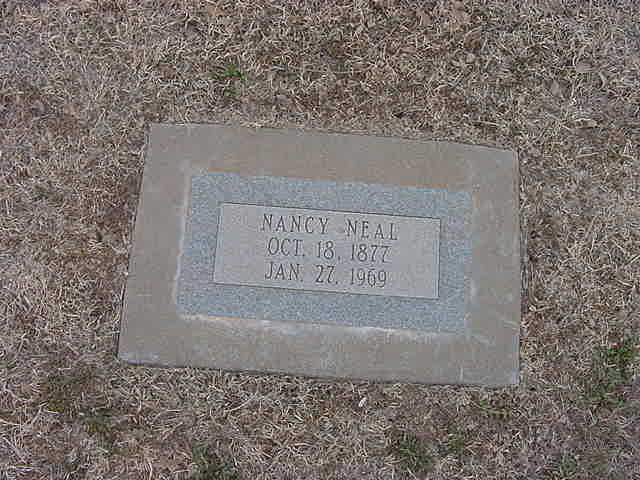 NANCY NEAL
OCT. 18, 1877
JAN. 27, 1969